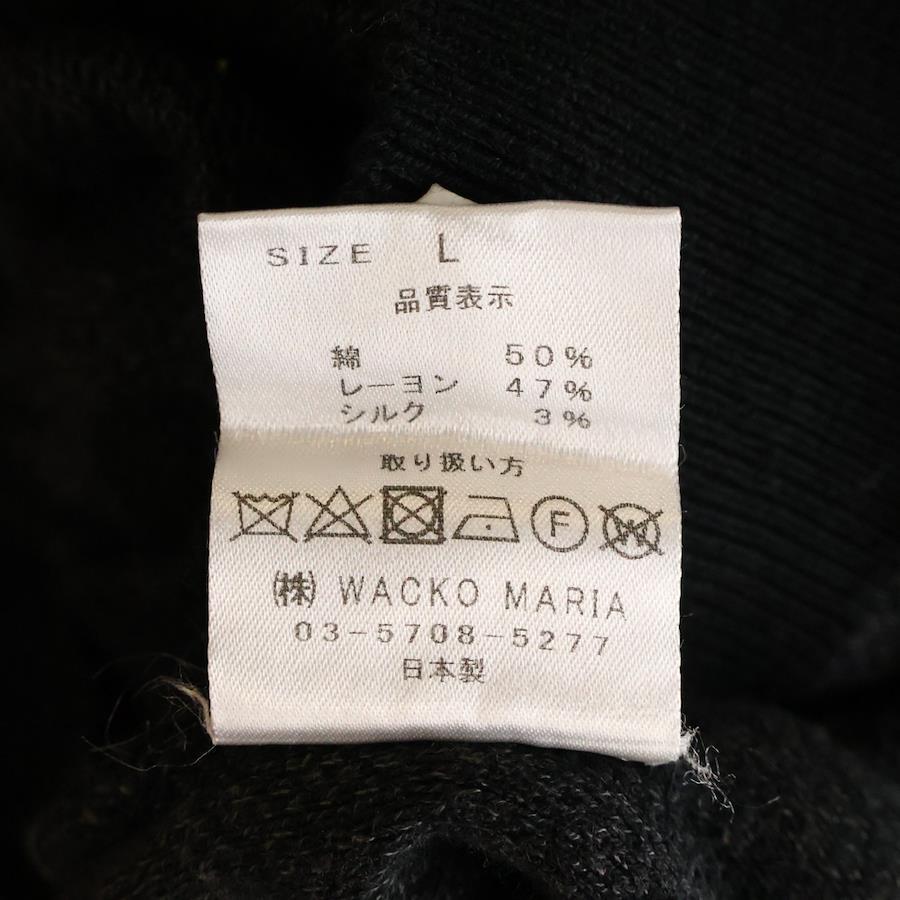 SIZE L
品質表示
綿 50%
レーヨン 47%
シルク 3%
取り扱い方
F W
㈱ WACKO MARIA
03-5708-5277
日本製